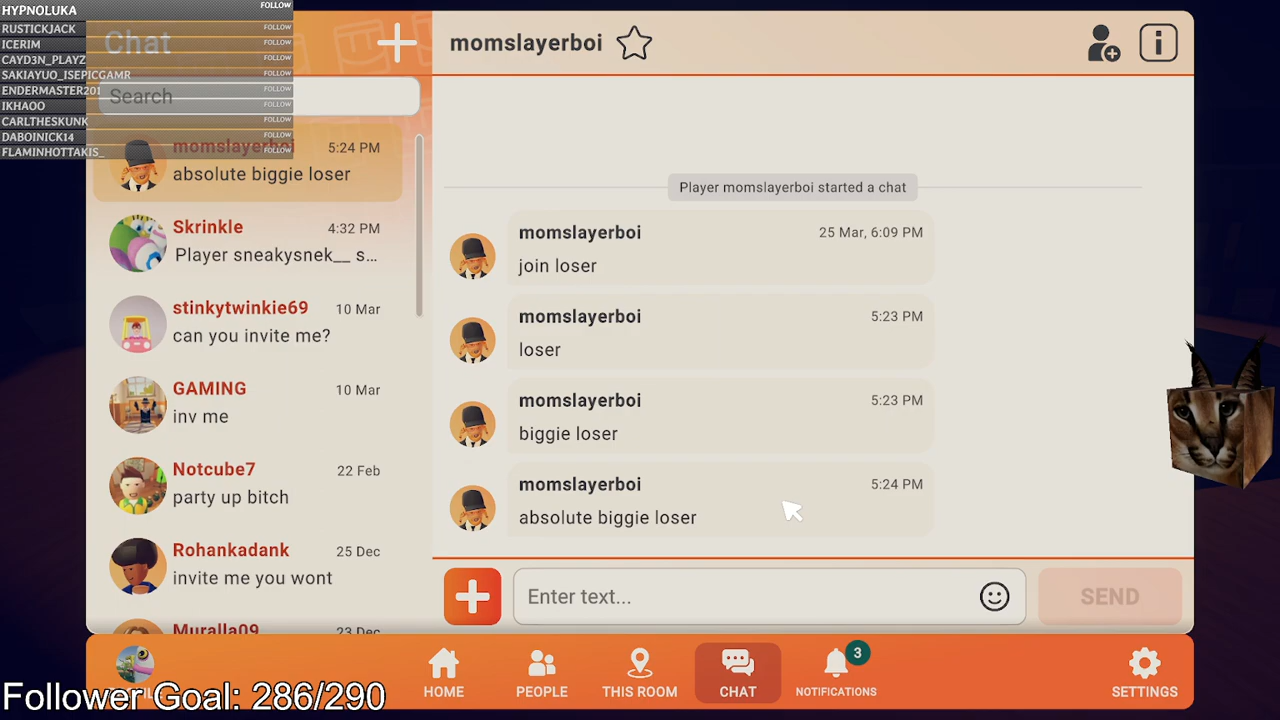 HYPNOLUKA FOLLOW
RUSTICKJACK FOLLOW
ICERIM FOLLOW
CAYD3N_PLAYZ FOLLOW
SAKIAYUO_ISEPICGAMR FOLLOW
ENDERMASTER201 FOLLOW
IKHAOO FOLLOW
CARLTHESKUNK FOLLOW
DABOINICK14 FOLLOW
FLAMINHOTTAKIS_ FOLLOW
Chat
Search
momslayerboi 5:24 PM
absolute biggie loser
Skrinkle 4:32 PM
Player sneakysnek__ s...
stinkytwinkie69 10 Mar
can you invite me?
GAMING 10 Mar
inv me
Notcube7 22 Feb
party up bitch
Rohankadank 25 Dec
invite me you wont
Muralla09 23 Dec
momslayerboi
Player momslayerboi started a chat
momslayerboi 25 Mar, 6:09 PM
join loser
momslayerboi 5:23 PM
loser
momslayerboi 5:23 PM
biggie loser
momslayerboi 5:24 PM
absolute biggie loser
Enter text...
SEND
HOME
PEOPLE
THIS ROOM
CHAT
3
NOTIFICATIONS
SETTINGS
Follower Goal: 286/290